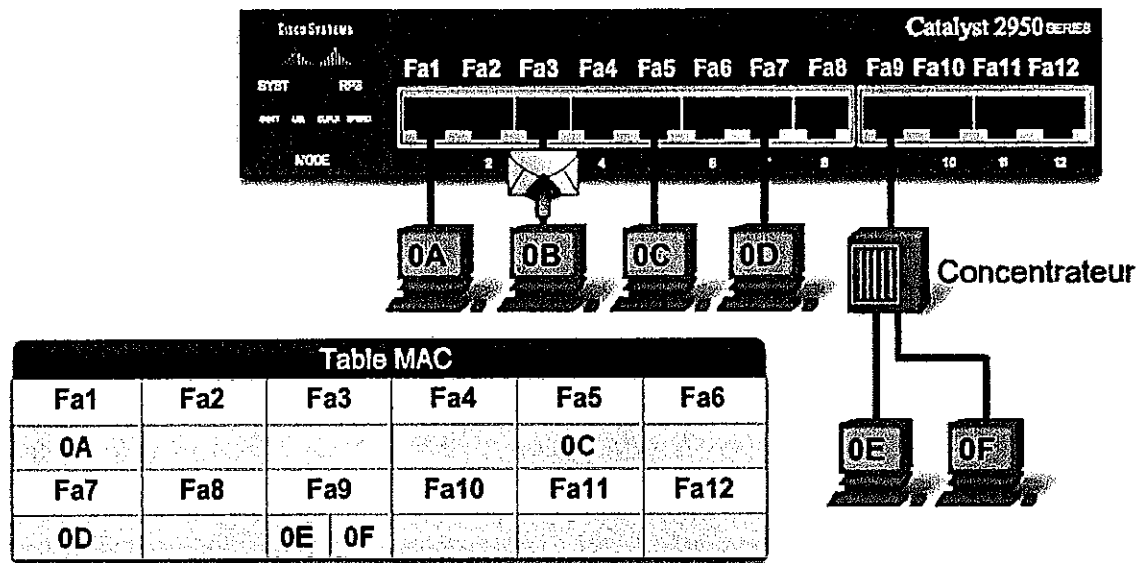 Cisco Systems
Catalyst 2950 SERIES
Fa1 Fa2 Fa3 Fa4 Fa5 Fa6 Fa7 Fa8 Fa9 Fa10 Fa11 Fa12
SYST RPS
MODE
2 4 6 8 10 11 12
0A 0B 0C 0D
Concentrateur
0E 0F
Table MAC
Fa1 Fa2 Fa3 Fa4 Fa5 Fa6
0A 0C
Fa7 Fa8 Fa9 Fa10 Fa11 Fa12
0D 0E 0F